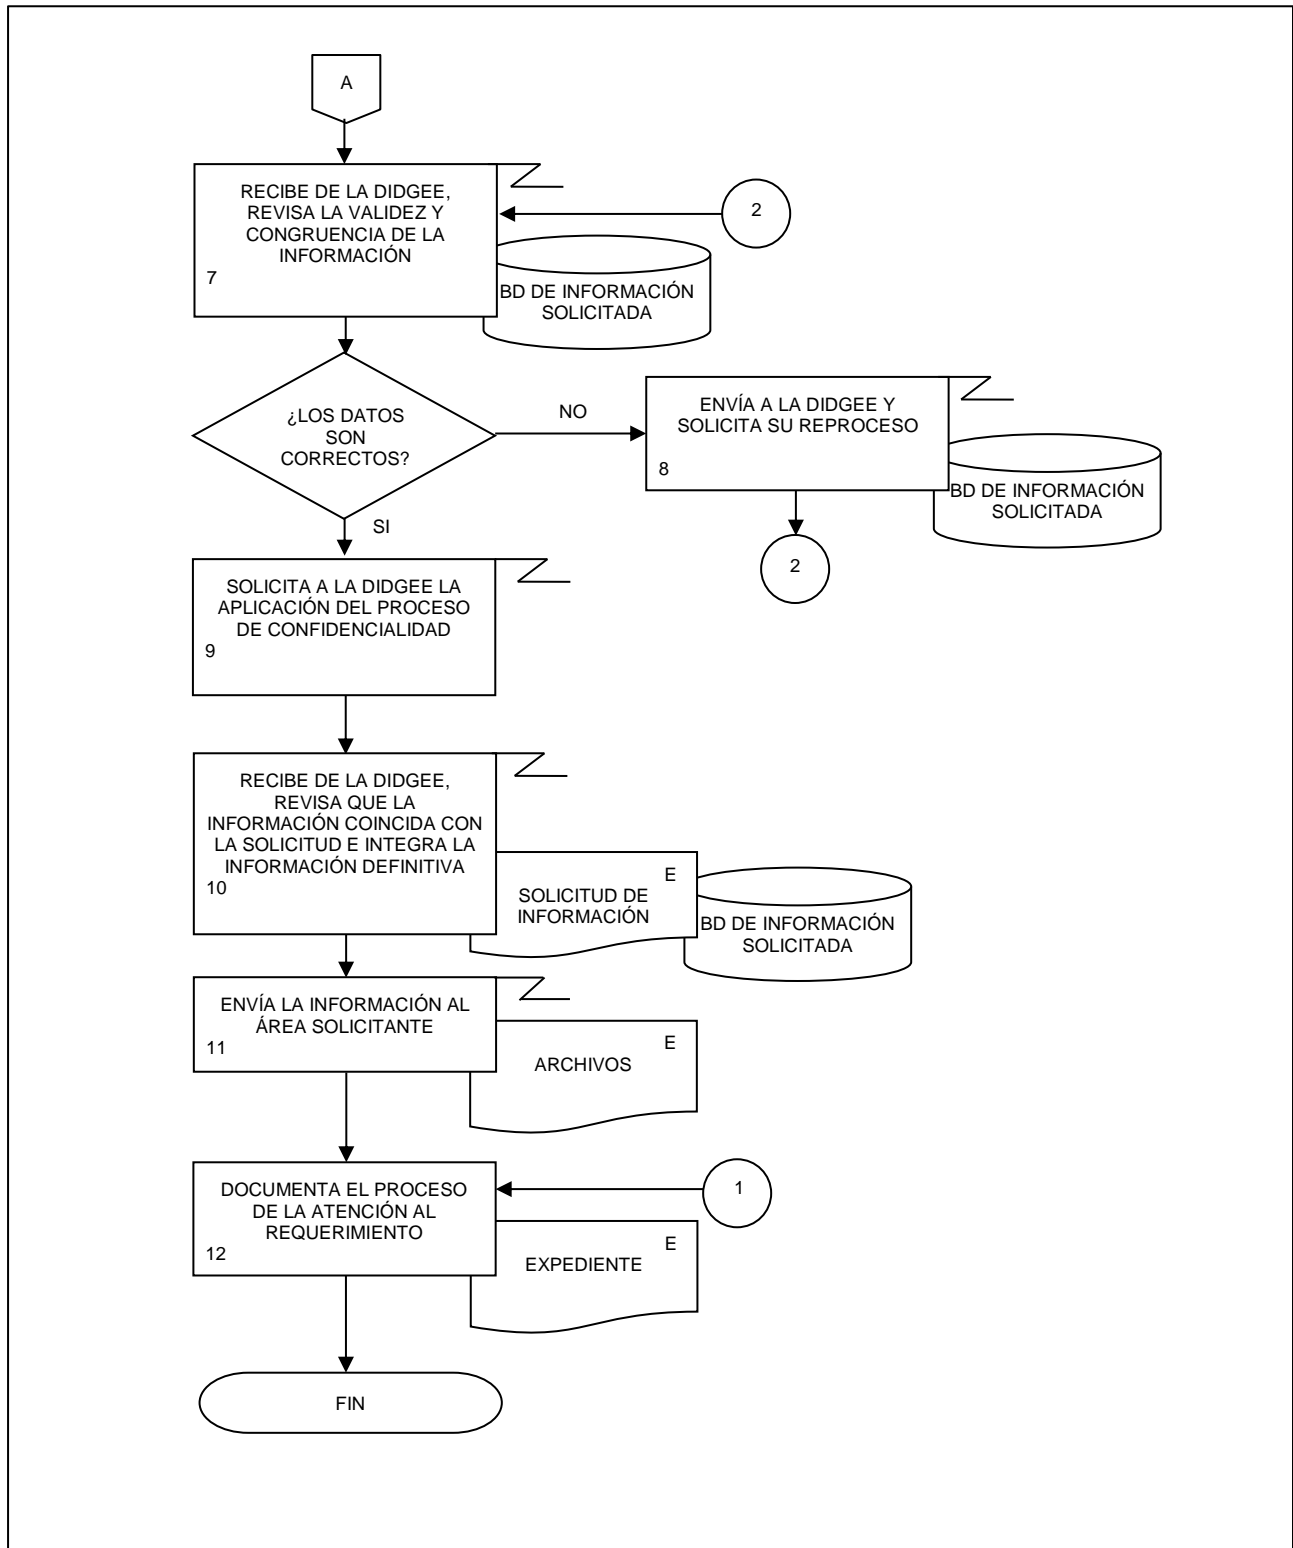 A
RECIBE DE LA DIDGEE,
REVISA LA VALIDEZ Y
CONGRUENCIA DE LA
INFORMACIÓN
7
2
BD DE INFORMACIÓN
SOLICITADA
¿LOS DATOS
SON
CORRECTOS?
NO
ENVÍA A LA DIDGEE Y
SOLICITA SU REPROCESO
8
BD DE INFORMACIÓN
SOLICITADA
2
SI
SOLICITA A LA DIDGEE LA
APLICACIÓN DEL PROCESO
DE CONFIDENCIALIDAD
9
RECIBE DE LA DIDGEE,
REVISA QUE LA
INFORMACIÓN COINCIDA CON
LA SOLICITUD E INTEGRA LA
INFORMACIÓN DEFINITIVA
10
E
SOLICITUD DE
INFORMACIÓN
BD DE INFORMACIÓN
SOLICITADA
ENVÍA LA INFORMACIÓN AL
ÁREA SOLICITANTE
11
E
ARCHIVOS
DOCUMENTA EL PROCESO
DE LA ATENCIÓN AL
REQUERIMIENTO
12
1
E
EXPEDIENTE
FIN